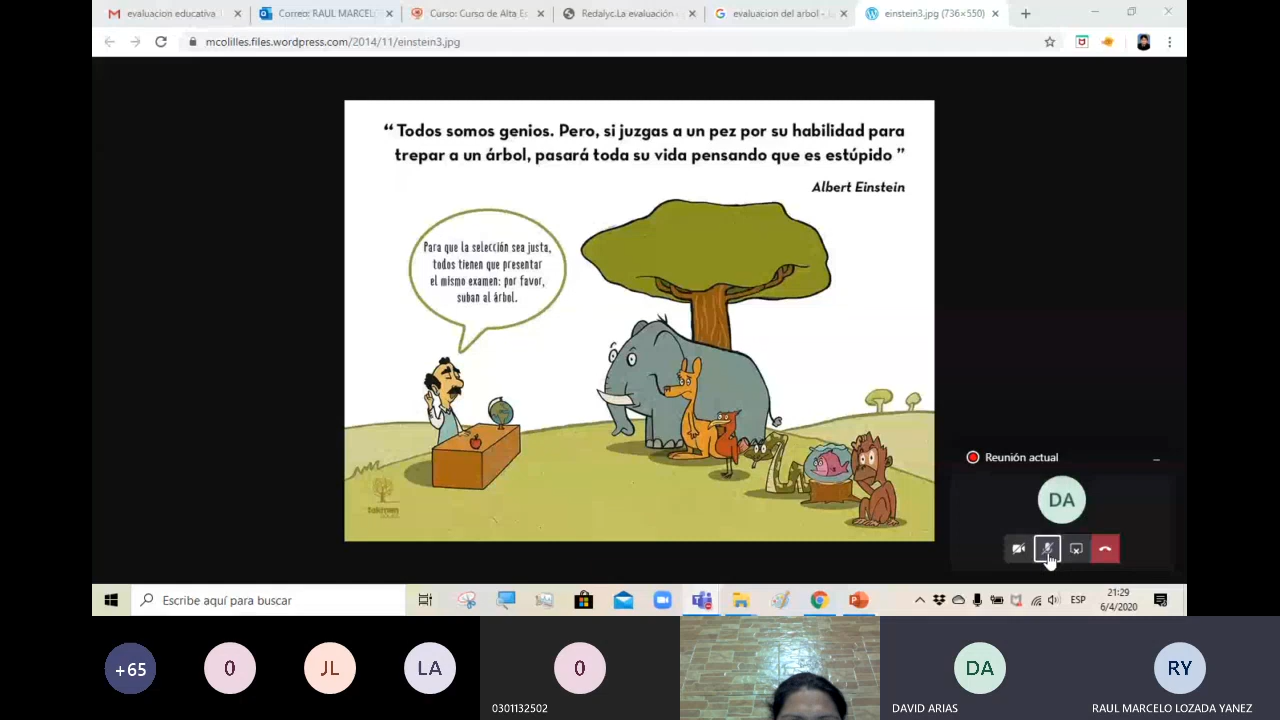 evaluacion educativa
Correo: RAUL MARCELO
Curso: Curso de Alta Es
Redalyc.La evaluación
evaluacion del arbol -
einstein3.jpg (736×550)
mcolilles.files.wordpress.com/2014/11/einstein3.jpg
“ Todos somos genios. Pero, si juzgas a un pez por su habilidad para
trepar a un árbol, pasará toda su vida pensando que es estúpido ”
Albert Einstein
Para que la selección sea justa,
todos tienen que presentar
el mismo examen: por favor,
suban al árbol.
Reunión actual
DA
Escribe aquí para buscar
ESP
21:29
6/4/2020
+65
0
JL
LA
0
0301132502
DA
DAVID ARIAS
RY
RAUL MARCELO LOZADA YANEZ